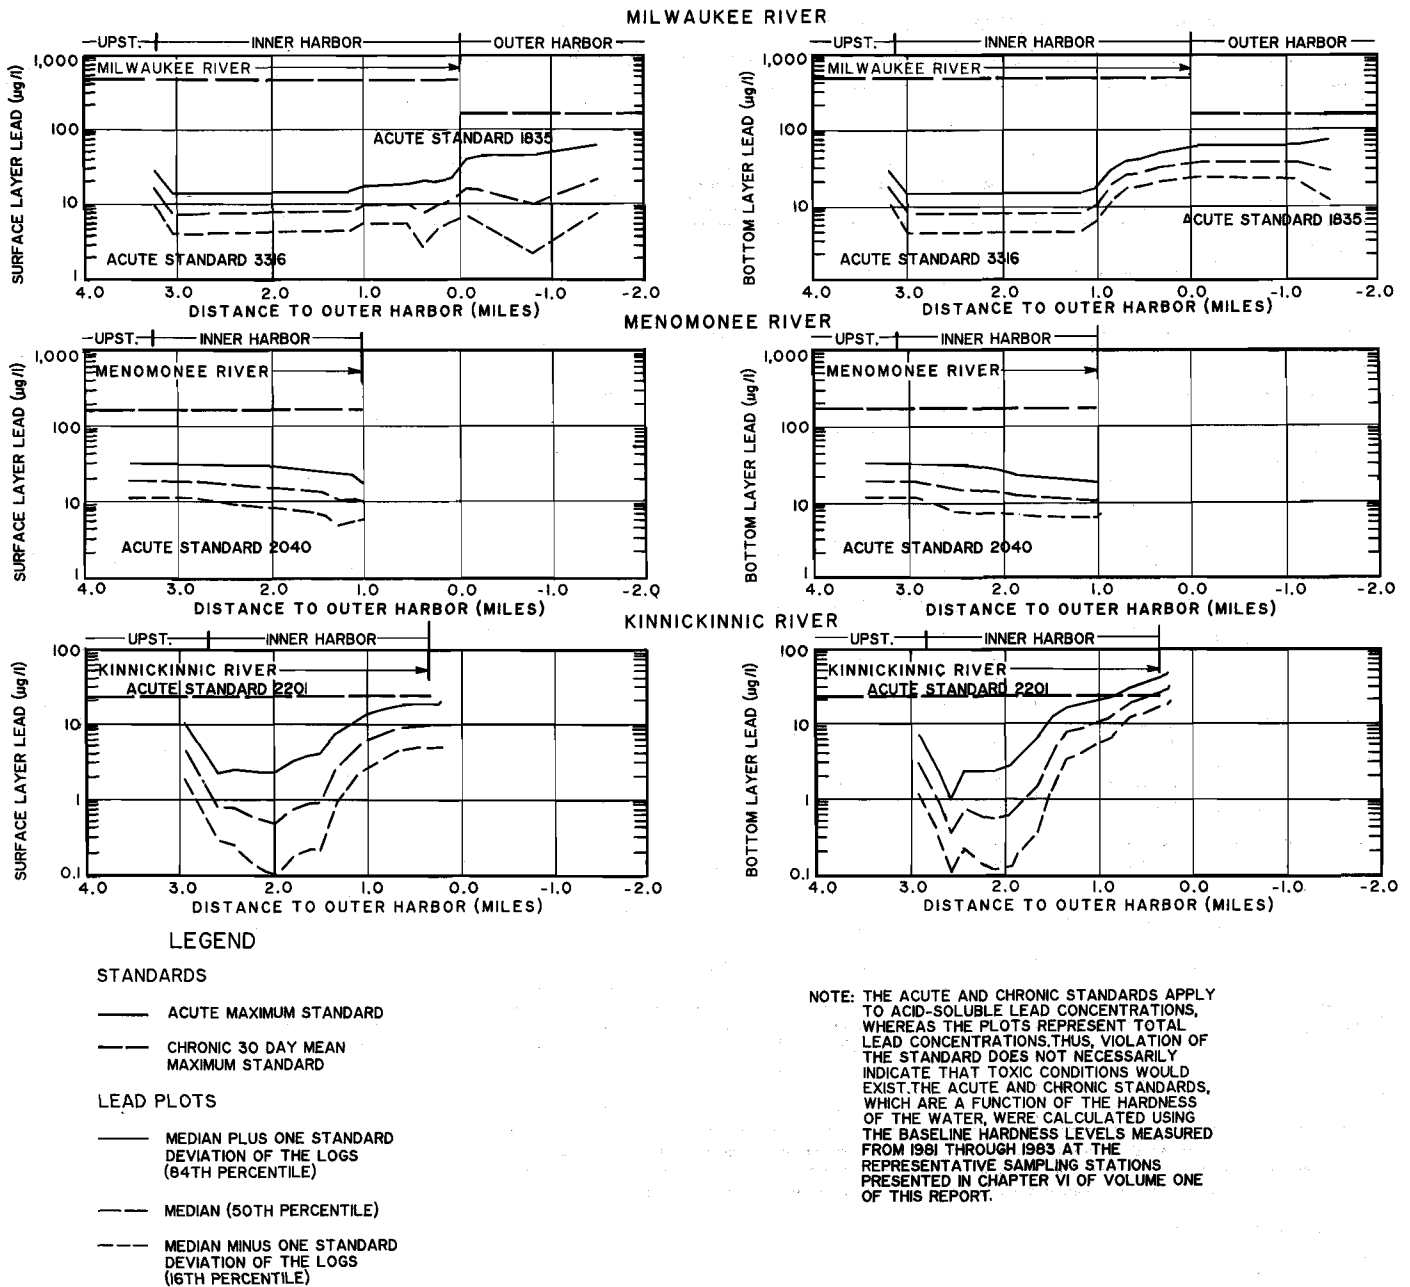 MILWAUKEE RIVER
UPST. INNER HARBOR OUTER HARBOR
SURFACE LAYER LEAD (µg/l)
1,000
100
10
1
MILWAUKEE RIVER
ACUTE STANDARD 1835
ACUTE STANDARD 3316
4.0 3.0 2.0 1.0 0.0 -1.0 -2.0
DISTANCE TO OUTER HARBOR (MILES)
UPST. INNER HARBOR OUTER HARBOR
BOTTOM LAYER LEAD (µg/l)
1,000
100
10
1
MILWAUKEE RIVER
ACUTE STANDARD 1835
ACUTE STANDARD 3316
4.0 3.0 2.0 1.0 0.0 -1.0 -2.0
DISTANCE TO OUTER HARBOR (MILES)
MENOMONEE RIVER
UPST. INNER HARBOR
SURFACE LAYER LEAD (µg/l)
1,000
100
10
1
MENOMONEE RIVER
ACUTE STANDARD 2040
4.0 3.0 2.0 1.0 0.0 -1.0 -2.0
DISTANCE TO OUTER HARBOR (MILES)
UPST. INNER HARBOR
BOTTOM LAYER LEAD (µg/l)
1,000
100
10
1
MENOMONEE RIVER
ACUTE STANDARD 2040
4.0 3.0 2.0 1.0 0.0 -1.0 -2.0
DISTANCE TO OUTER HARBOR (MILES)
KINNICKINNIC RIVER
UPST. INNER HARBOR
SURFACE LAYER LEAD (µg/l)
100
10
1
0.1
KINNICKINNIC RIVER
ACUTE STANDARD 2201
4.0 3.0 2.0 1.0 0.0 -1.0 -2.0
DISTANCE TO OUTER HARBOR (MILES)
UPST. INNER HARBOR
BOTTOM LAYER LEAD (µg/l)
100
10
1
0.1
KINNICKINNIC RIVER
ACUTE STANDARD 2201
4.0 3.0 2.0 1.0 0.0 -1.0 -2.0
DISTANCE TO OUTER HARBOR (MILES)
LEGEND
STANDARDS
ACUTE MAXIMUM STANDARD
CHRONIC 30 DAY MEAN
MAXIMUM STANDARD
LEAD PLOTS
MEDIAN PLUS ONE STANDARD
DEVIATION OF THE LOGS
(84TH PERCENTILE)
MEDIAN (50TH PERCENTILE)
MEDIAN MINUS ONE STANDARD
DEVIATION OF THE LOGS
(16TH PERCENTILE)
NOTE: THE ACUTE AND CHRONIC STANDARDS APPLY
TO ACID-SOLUBLE LEAD CONCENTRATIONS,
WHEREAS THE PLOTS REPRESENT TOTAL
LEAD CONCENTRATIONS.THUS, VIOLATION OF
THE STANDARD DOES NOT NECESSARILY
INDICATE THAT TOXIC CONDITIONS WOULD
EXIST.THE ACUTE AND CHRONIC STANDARDS,
WHICH ARE A FUNCTION OF THE HARDNESS
OF THE WATER, WERE CALCULATED USING
THE BASELINE HARDNESS LEVELS MEASURED
FROM 1981 THROUGH 1983 AT THE
REPRESENTATIVE SAMPLING STATIONS
PRESENTED IN CHAPTER VI OF VOLUME ONE
OF THIS REPORT.